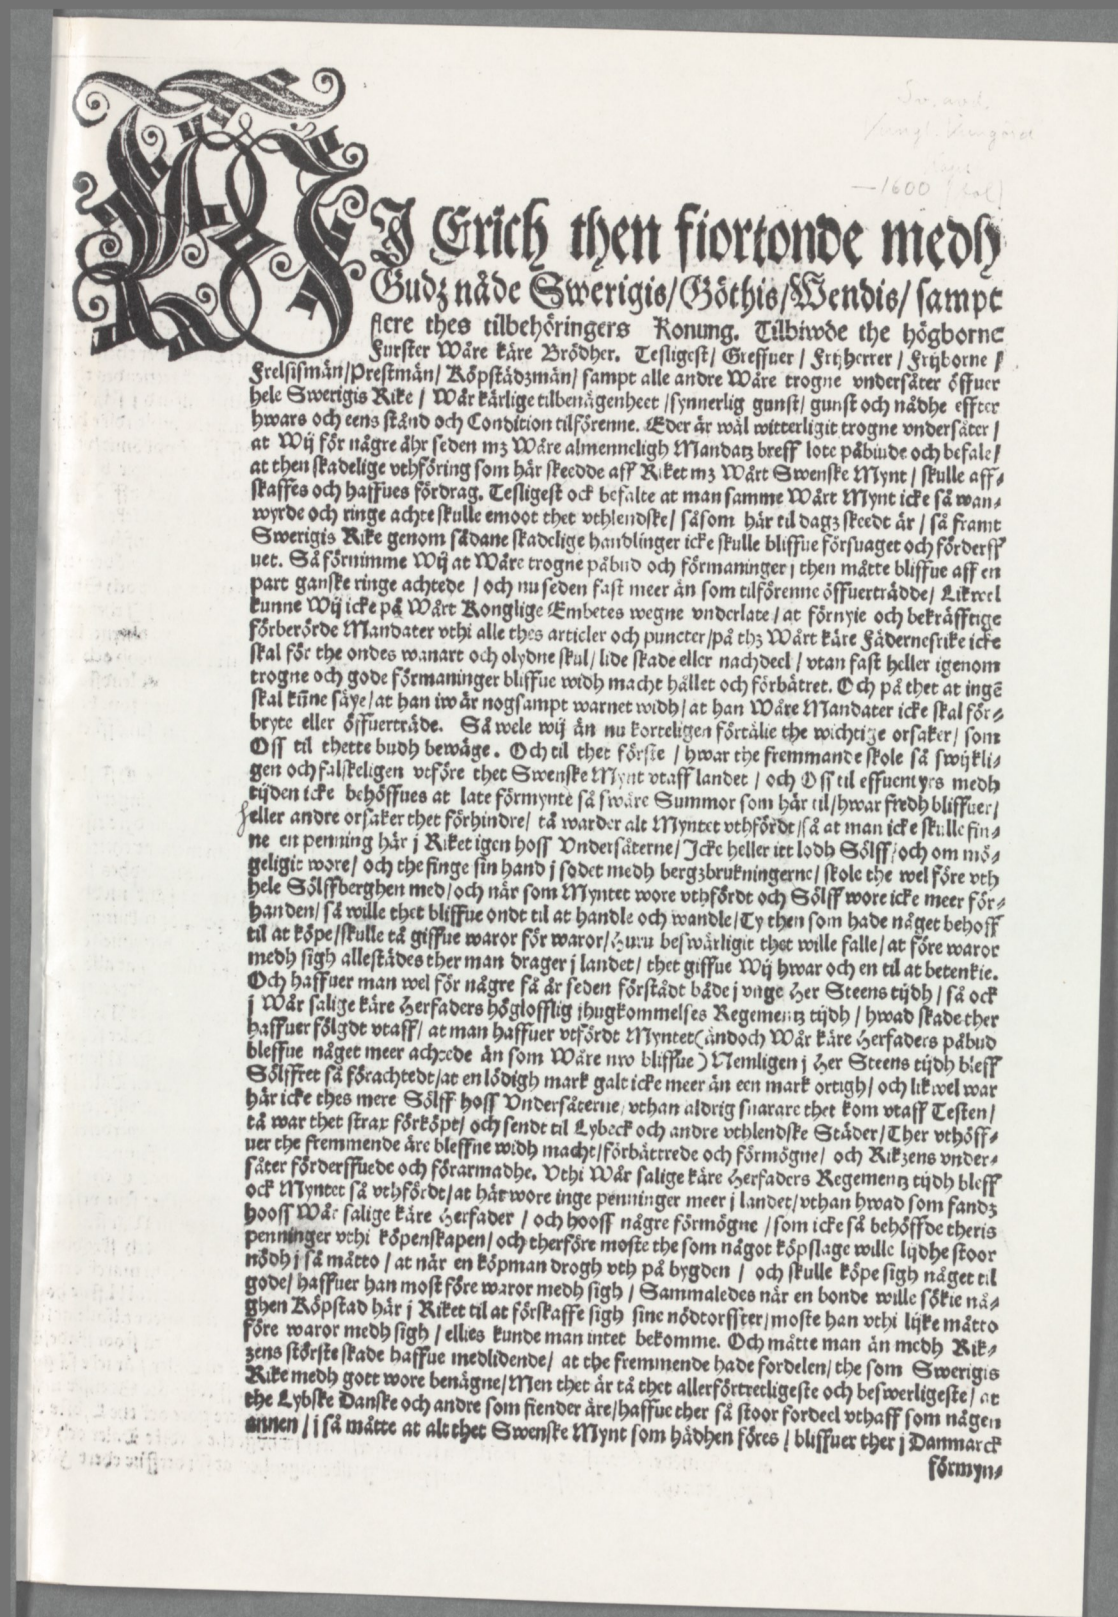 Sv. avd.
Kungl. Kungörd
—1600 (Fol)
WJ Erich then fiortonde medh
Gudz nåde Swerigis/Göthis/Wendis/ sampt
flere thes tilbehöringers Konung. Tilbiwde the högborne
Furster Wåre käre Brödher. Tesligest/ Greffuer / Frijherrer / Frijborne /
Frelsismän/Prestmän/ Köpstädzmän/ sampt alle andre Wåre trogne vndersåter öffuer
hele Swerigis Rike / Wår kärlige tilbenägenheet /synnerlig gunst/ gunst och nådhe effter
hwars och eens stånd och Condition tilförenne. Eder är wäl witterligit trogne vndersåter /
at Wij för någre åhr seden mz Wåre almenneligh Mandatz breff lote påbiude och befale/
at then skadelige vthföring som här skeedde aff Riket mz Wårt Swenske Mynt / skulle aff-
skaffes och haffues fördrag. Tesligest ock befalte at man samme Wårt Mynt icke så wan-
wyrde och ringe achte skulle emoot thet vthlendske/ såsom här til dagz skeedt är / så framt
Swerigis Rike genom sådane skadelige handlinger icke skulle bliffue försuaget och förderff
uet. Så förnimme Wij at Wåre trogne påbud och förmaninger j then måtte bliffue aff en
part ganske ringe achtede / och nu seden fast meer än som tilförenne öffuerträdde/ Likwel
kunne Wij icke på Wårt Konglige Embetes wegne vnderlate / at förnyie och bekräfftige
förberörde Mandater vthi alle thes articler och puncter/på thz Wårt käre Fädernesrike icke
skal för the ondes wanart och olydne skul/ lide skade eller nachdeel / vtan fast heller igenom
trogne och gode förmaninger bliffue widh macht hållet och förbätret. Och på thet at ingē
skal kūne säye/at han iw är nogsampt warnet widh/ at han Wåre Mandater icke skal för-
bryte eller öffuerträde. Så wele wij än nu korteligen förtälie the wichtige orsaker/ som
Oss til thette budh bewäge. Och til thet förste / hwar the fremmande skole så swijkli-
gen och falskeligen vtföre thet Swenske Mynt vtaff landet / och Oss til effuentyrs medh
tijden icke behöffues at late förmynte så swåre Summor som här til/hwar fredh bliffuer/
heller andre orsaker thet förhindre/ tå warder alt Myntet vthfördt/så at man icke skulle fin-
ne en penning här j Riket igen hoss Vndersåterne/Jcke heller itt lodh Sölff/och om mö-
geligit wore/ och the finge sin hand j sodet medh bergzbrukningerne/ skole the wel före vth
hele Sölffberghen med/och när som Myntet wore vthfördt och Sölff wore icke meer för-
handen/ så wille thet bliffue ondt til at handle och wandle/Ty then som hade något behoff
til at köpe/skulle tå giffue waror för waror/Huru beswärligit thet wille falle/ at före waror
medh sigh allestädes ther man drager j landet/ thet giffue Wij hwar och en til at betenkie.
Och haffuer man wel för någre få år seden förstådt både j vnge Her Steens tijdh / så ock
j Wår salige käre Herfaders höglofflig jhugkommelses Regementz tijdh / hwad skade ther
haffuer fölgdt vtaff/ at man haffuer vtfördt Myntet(ändoch Wår käre Herfaders påbud
bleffue något meer achtede än som Wåre nw bliffue) Nemligen j Her Steens tijdh bleff
Sölffret så förachtedt/at en lödigh mark galt icke meer än een mark ortigh/ och likwel war
här icke thes mere Sölff hoss Vndersåterne/ vthan aldrig snarare thet kom vtaff Testen/
tå war thet strax förköpt/ och sendt til Lybeck och andre vthlendske Städer/Ther vthöff-
uer the fremmende äre bleffne widh macht/förbättrede och förmögne/ och Rikzens vnder-
såter förderffuede och förarmadhe. Vthi Wår salige käre Herfaders Regementz tijdh bleff
ock Myntet så vthfördt/at här wore inge penninger meer j landet/vthan hwad som fandz
hooss Wår salige käre Herfader / och hooss någre förmögne /som icke så behöffde theris
penninger vthi köpenskapen/och therföre moste the som något köpslage wille lijdhe stoor
nödh j så måtto / at när en köpman drogh vth på bygden / och skulle köpe sigh något til
gode/ haffuer han most före waror medh sigh / Sammaledes när en bonde wille sökie nå-
ghen Köpstad här j Riket til at förskaffe sigh sine nödtorffter/moste han vthi lijke måtto
före waror medh sigh / ellies kunde man intet bekomme. Och måtte man än medh Rik-
zens störste skade haffue medlidende/ at the fremmende hade fordelen/the som Swerigis
Rike medh gott wore benägne/Men thet är tå thet allerförtretligeste och beswerligeste/ at
the Lybske Danske och andre som fiender äre/haffue ther så stoor fordeel vthaff som någen
annen / j så måtte at alt thet Swenske Mynt som hädhen föres / bliffuer ther j Danmarck
förmyn-